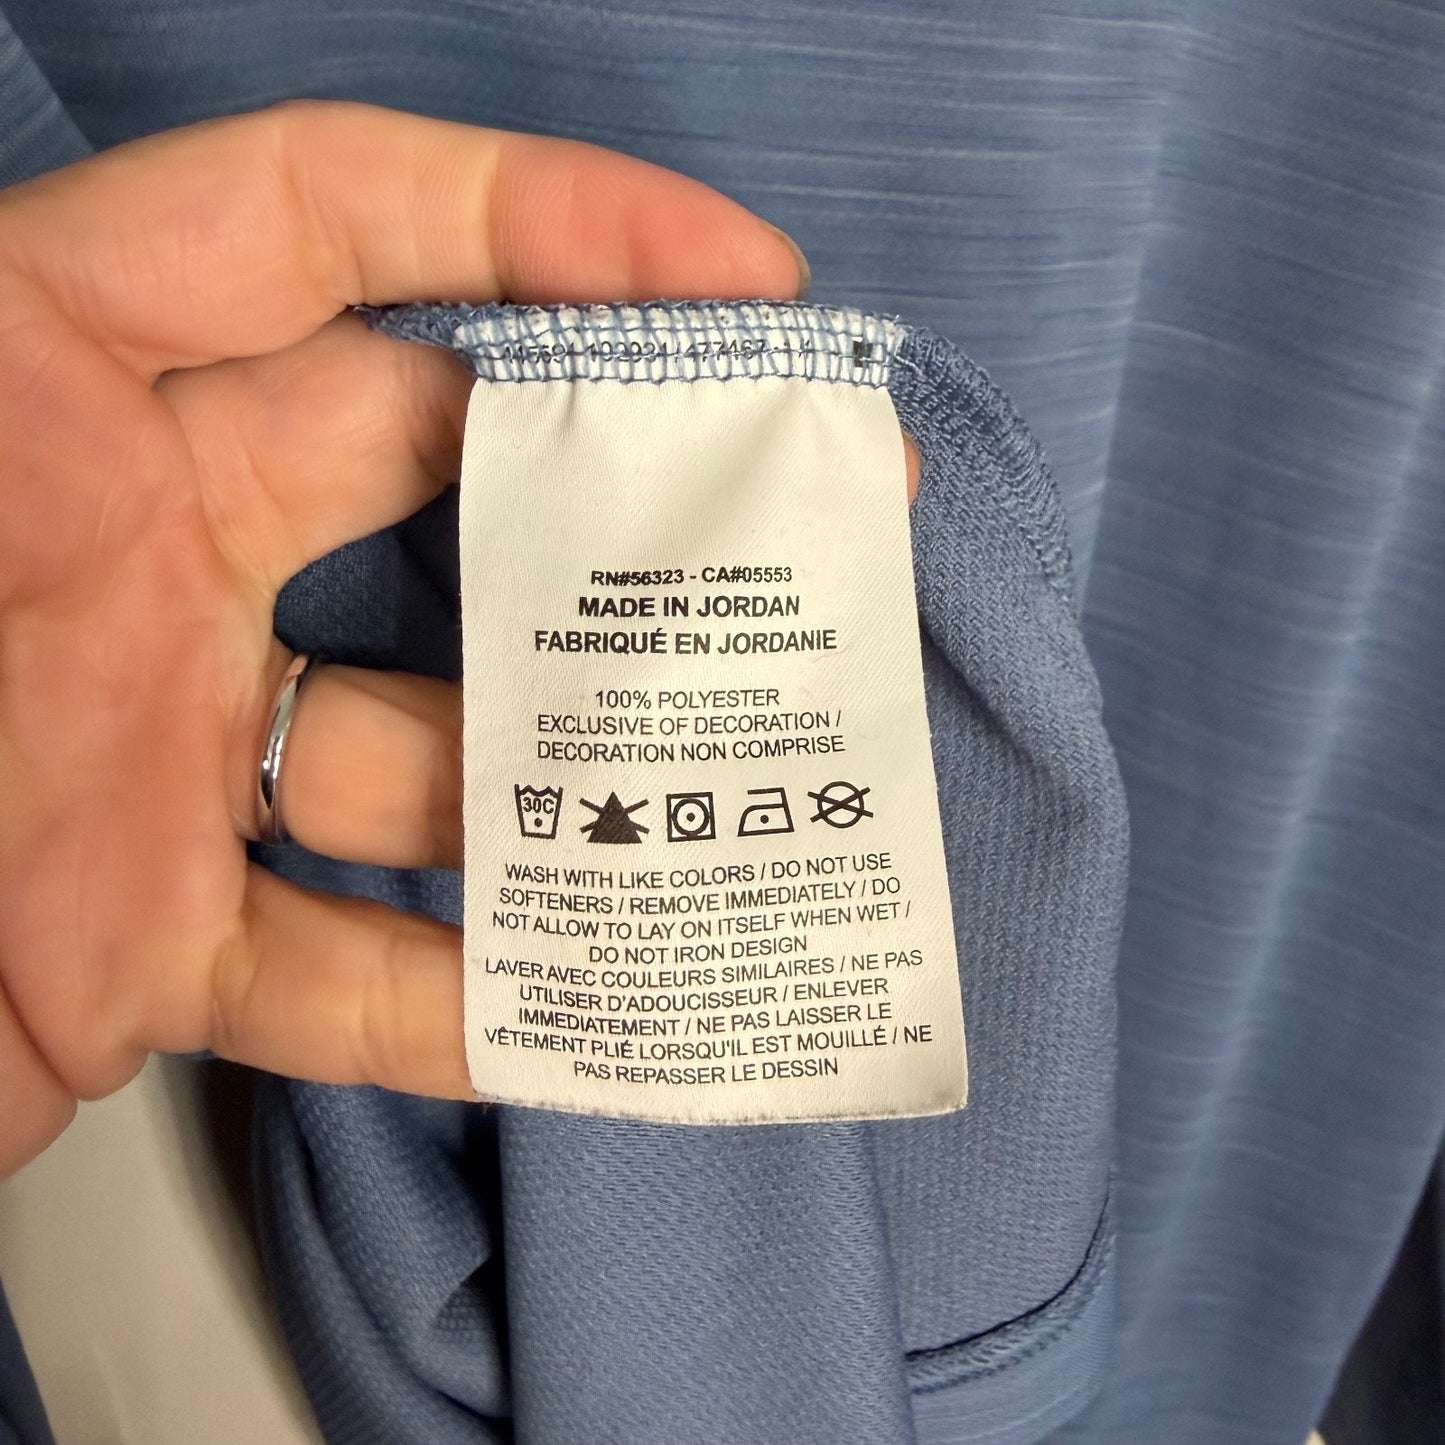 RN#56323 - CA#05553
MADE IN JORDAN
FABRIQUÉ EN JORDANIE
100% POLYESTER
EXCLUSIVE OF DECORATION /
DECORATION NON COMPRISE
30C
WASH WITH LIKE COLORS / DO NOT USE
SOFTENERS / REMOVE IMMEDIATELY / DO
NOT ALLOW TO LAY ON ITSELF WHEN WET /
DO NOT IRON DESIGN
LAVER AVEC COULEURS SIMILAIRES / NE PAS
UTILISER D'ADOUCISSEUR / ENLEVER
IMMEDIATEMENT / NE PAS LAISSER LE
VÊTEMENT PLIÉ LORSQU'IL EST MOUILLÉ / NE
PAS REPASSER LE DESSIN